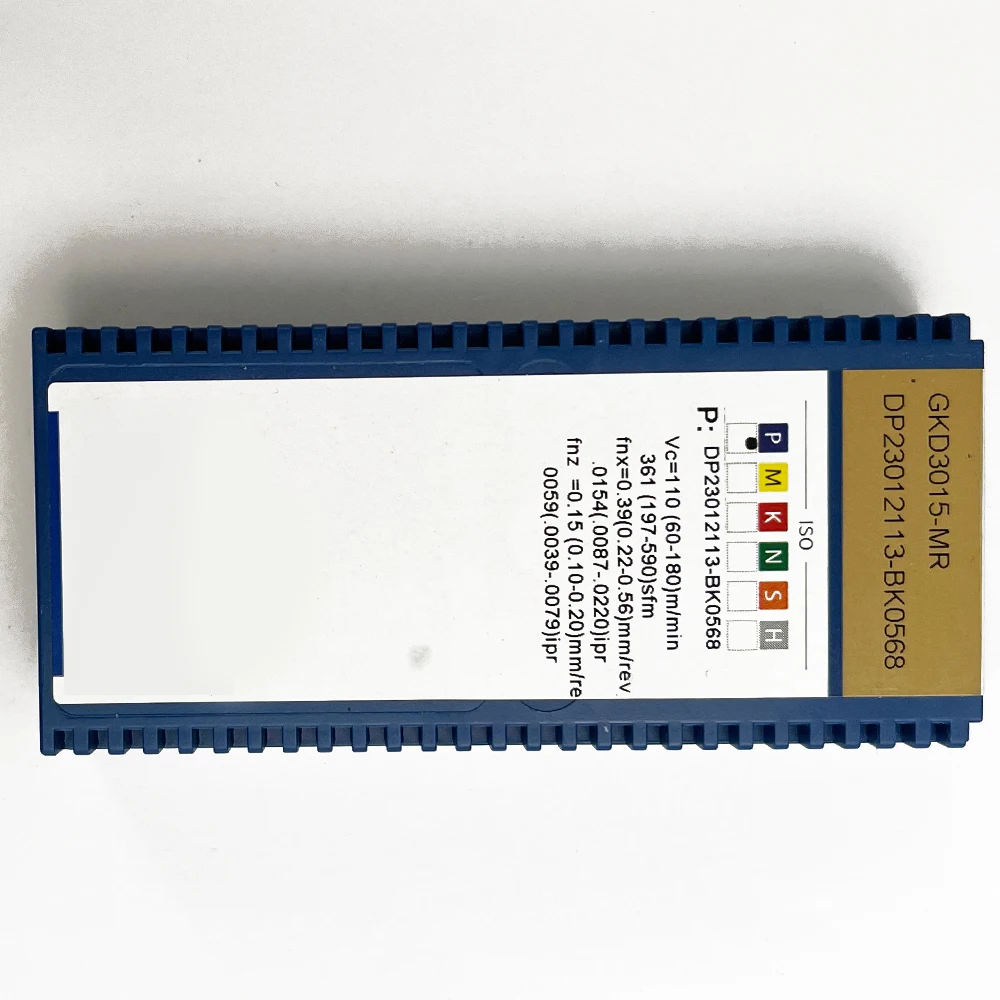 GKD3015-MR
DP23012113-BK0568
ISO
P M K N S H
P: DP23012113-BK0568
Vc=110 (60-180)m/min
361 (197-590)sfm
fnx=0.39(0.22-0.56)mm/rev
.0154(.0087-.0220)ipr
fnz =0.15 (0.10-0.20)mm/re
0059(.0039-.0079)ipr